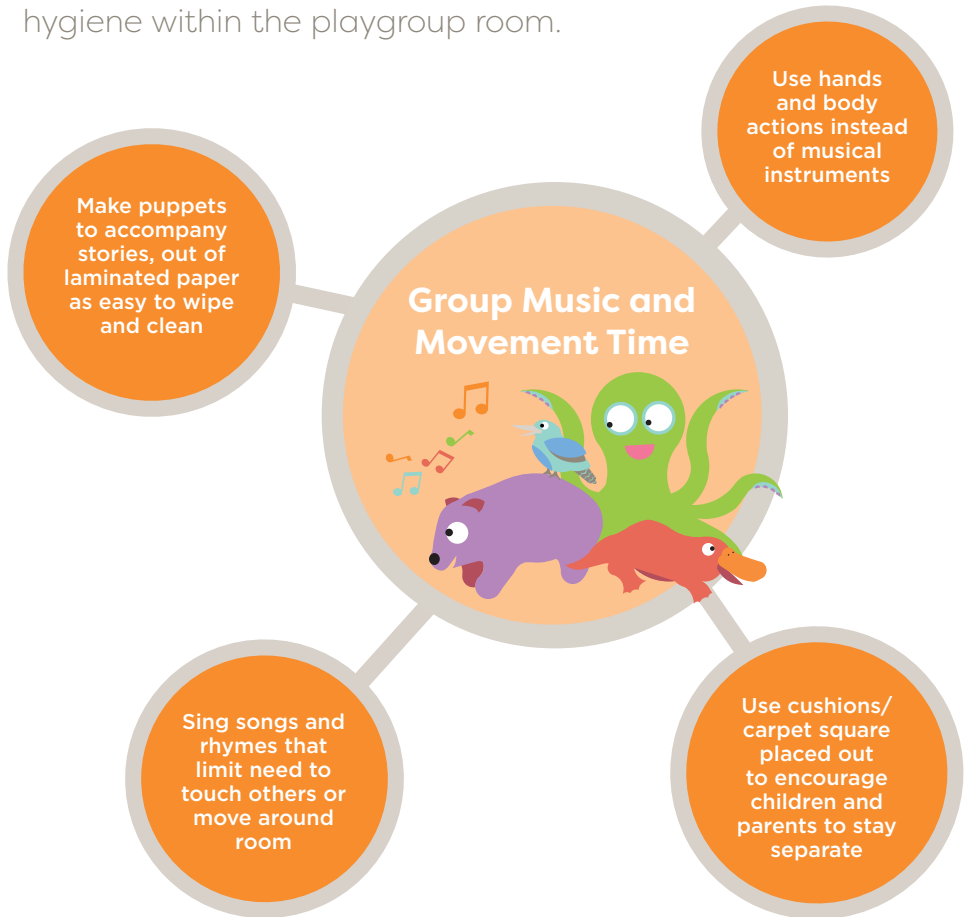 hygiene within the playgroup room.
Use hands
and body
actions instead
of musical
instruments
Make puppets
to accompany
stories, out of
laminated paper
as easy to wipe
and clean
Group Music and
Movement Time
Sing songs and
rhymes that
limit need to
touch others or
move around
room
Use cushions/
carpet square
placed out
to encourage
children and
parents to stay
separate